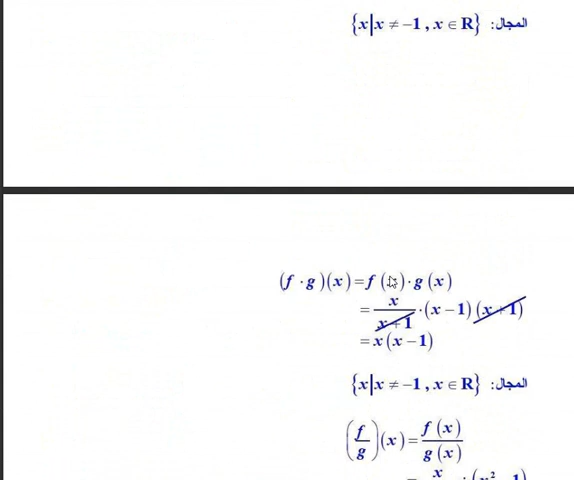 المجال: {x|x ≠ −1 , x ∈ R}
(f · g)(x) = f (x) · g (x)
= x/(x + 1) · (x − 1) (x + 1)
= x (x − 1)
المجال: {x|x ≠ −1 , x ∈ R}
(f/g)(x) = f (x)/g (x)